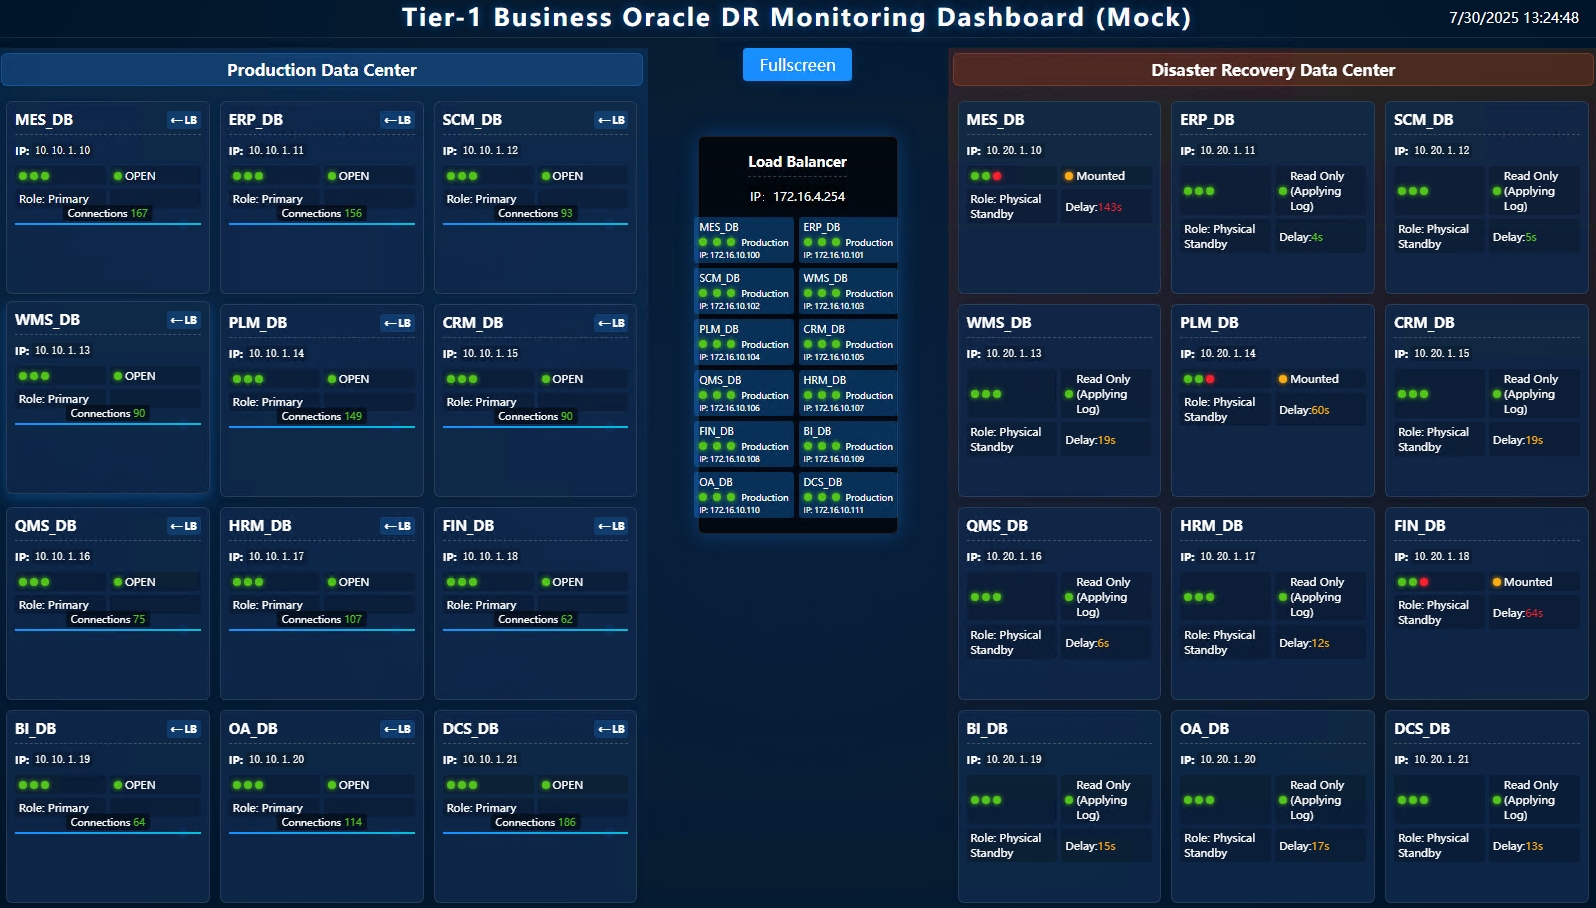 Tier-1 Business Oracle DR Monitoring Dashboard (Mock)
7/30/2025 13:24:48
Production Data Center
MES_DB
←LB
IP: 10.10.1.10
OPEN
Role: Primary
Connections 167
ERP_DB
←LB
IP: 10.10.1.11
OPEN
Role: Primary
Connections 156
SCM_DB
←LB
IP: 10.10.1.12
OPEN
Role: Primary
Connections 93
WMS_DB
←LB
IP: 10.10.1.13
OPEN
Role: Primary
Connections 90
PLM_DB
←LB
IP: 10.10.1.14
OPEN
Role: Primary
Connections 149
CRM_DB
←LB
IP: 10.10.1.15
OPEN
Role: Primary
Connections 90
QMS_DB
←LB
IP: 10.10.1.16
OPEN
Role: Primary
Connections 75
HRM_DB
←LB
IP: 10.10.1.17
OPEN
Role: Primary
Connections 107
FIN_DB
←LB
IP: 10.10.1.18
OPEN
Role: Primary
Connections 62
BI_DB
←LB
IP: 10.10.1.19
OPEN
Role: Primary
Connections 64
OA_DB
←LB
IP: 10.10.1.20
OPEN
Role: Primary
Connections 114
DCS_DB
←LB
IP: 10.10.1.21
OPEN
Role: Primary
Connections 186
Fullscreen
Load Balancer
IP: 172.16.4.254
MES_DB
Production
IP: 172.16.10.100
ERP_DB
Production
IP: 172.16.10.101
SCM_DB
Production
IP: 172.16.10.102
WMS_DB
Production
IP: 172.16.10.103
PLM_DB
Production
IP: 172.16.10.104
CRM_DB
Production
IP: 172.16.10.105
QMS_DB
Production
IP: 172.16.10.106
HRM_DB
Production
IP: 172.16.10.107
FIN_DB
Production
IP: 172.16.10.108
BI_DB
Production
IP: 172.16.10.109
OA_DB
Production
IP: 172.16.10.110
DCS_DB
Production
IP: 172.16.10.111
Disaster Recovery Data Center
MES_DB
IP: 10.20.1.10
Mounted
Role: Physical
Standby
Delay:143s
ERP_DB
IP: 10.20.1.11
Read Only
(Applying
Log)
Role: Physical
Standby
Delay:4s
SCM_DB
IP: 10.20.1.12
Read Only
(Applying
Log)
Role: Physical
Standby
Delay:5s
WMS_DB
IP: 10.20.1.13
Read Only
(Applying
Log)
Role: Physical
Standby
Delay:19s
PLM_DB
IP: 10.20.1.14
Mounted
Role: Physical
Standby
Delay:60s
CRM_DB
IP: 10.20.1.15
Read Only
(Applying
Log)
Role: Physical
Standby
Delay:19s
QMS_DB
IP: 10.20.1.16
Read Only
(Applying
Log)
Role: Physical
Standby
Delay:6s
HRM_DB
IP: 10.20.1.17
Read Only
(Applying
Log)
Role: Physical
Standby
Delay:12s
FIN_DB
IP: 10.20.1.18
Mounted
Role: Physical
Standby
Delay:64s
BI_DB
IP: 10.20.1.19
Read Only
(Applying
Log)
Role: Physical
Standby
Delay:15s
OA_DB
IP: 10.20.1.20
Read Only
(Applying
Log)
Role: Physical
Standby
Delay:17s
DCS_DB
IP: 10.20.1.21
Read Only
(Applying
Log)
Role: Physical
Standby
Delay:13s